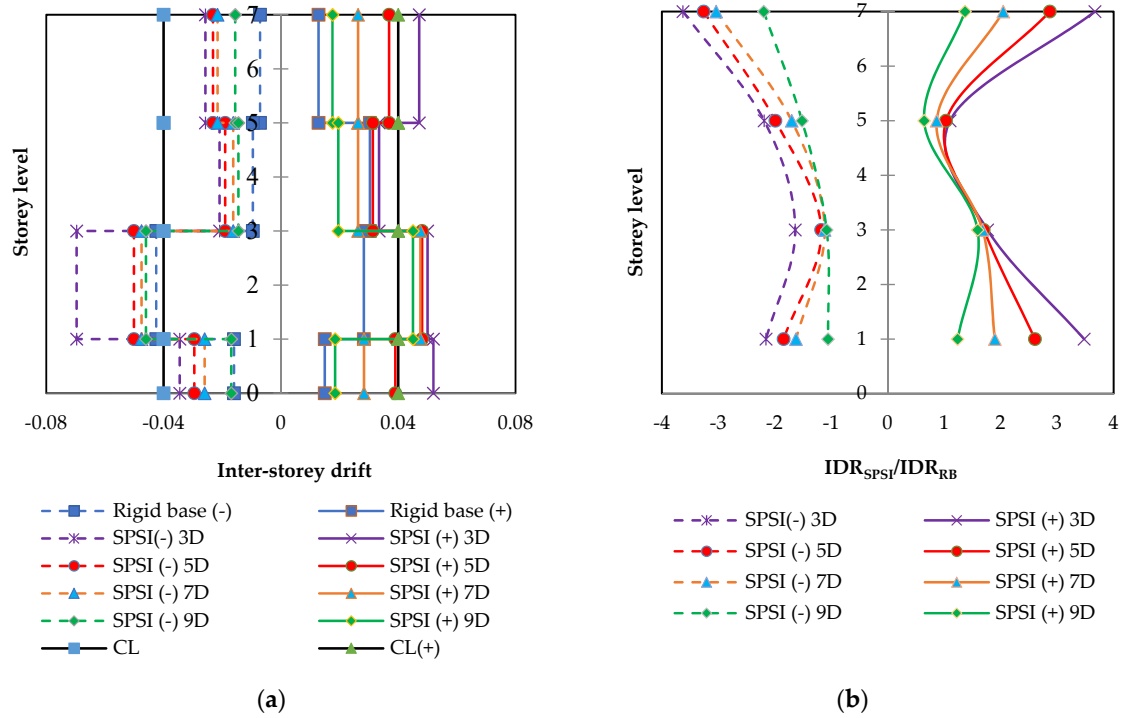 7
6
5
4
3
2
1
0
-0.08
-0.04
0
0.04
0.08
Storey level
Inter-storey drift
Rigid base (-)
Rigid base (+)
SPSI(-) 3D
SPSI (+) 3D
SPSI (-) 5D
SPSI (+) 5D
SPSI (-) 7D
SPSI (+) 7D
SPSI (-) 9D
SPSI (+) 9D
CL
CL(+)
(a)
7
6
5
4
3
2
1
0
-4
-3
-2
-1
0
1
2
3
4
Storey level
IDRSPSI/IDRRB
SPSI(-) 3D
SPSI (+) 3D
SPSI (-) 5D
SPSI (+) 5D
SPSI (-) 7D
SPSI (+) 7D
SPSI (-) 9D
SPSI (+) 9D
(b)